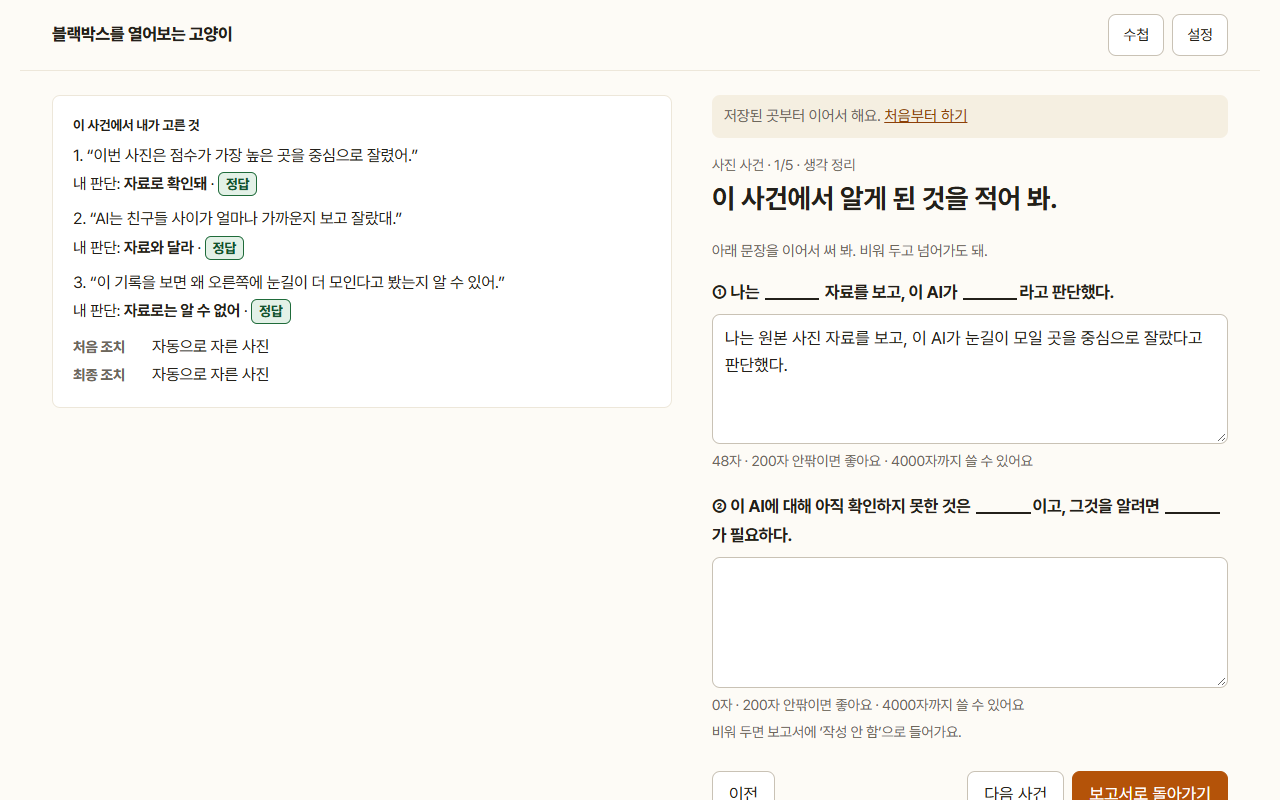 블랙박스를 열어보는 고양이
수첩
설정
이 사건에서 내가 고른 것
1. “이번 사진은 점수가 가장 높은 곳을 중심으로 잘렸어.”
내 판단: 자료로 확인돼 · 정답
2. “AI는 친구들 사이가 얼마나 가까운지 보고 잘랐대.”
내 판단: 자료와 달라 · 정답
3. “이 기록을 보면 왜 오른쪽에 눈길이 더 모인다고 봤는지 알 수 있어.”
내 판단: 자료로는 알 수 없어 · 정답
처음 조치 자동으로 자른 사진
최종 조치 자동으로 자른 사진
저장된 곳부터 이어서 해요. 처음부터 하기
사진 사건 · 1/5 · 생각 정리
이 사건에서 알게 된 것을 적어 봐.
아래 문장을 이어서 써 봐. 비워 두고 넘어가도 돼.
① 나는 ______ 자료를 보고, 이 AI가 ______라고 판단했다.
나는 원본 사진 자료를 보고, 이 AI가 눈길이 모일 곳을 중심으로 잘랐다고
판단했다.
48자 · 200자 안팎이면 좋아요 · 4000자까지 쓸 수 있어요
② 이 AI에 대해 아직 확인하지 못한 것은 ______이고, 그것을 알려면 ______
가 필요하다.
0자 · 200자 안팎이면 좋아요 · 4000자까지 쓸 수 있어요
비워 두면 보고서에 ‘작성 안 함’으로 들어가요.
이전
다음 사건
보고서로 돌아가기